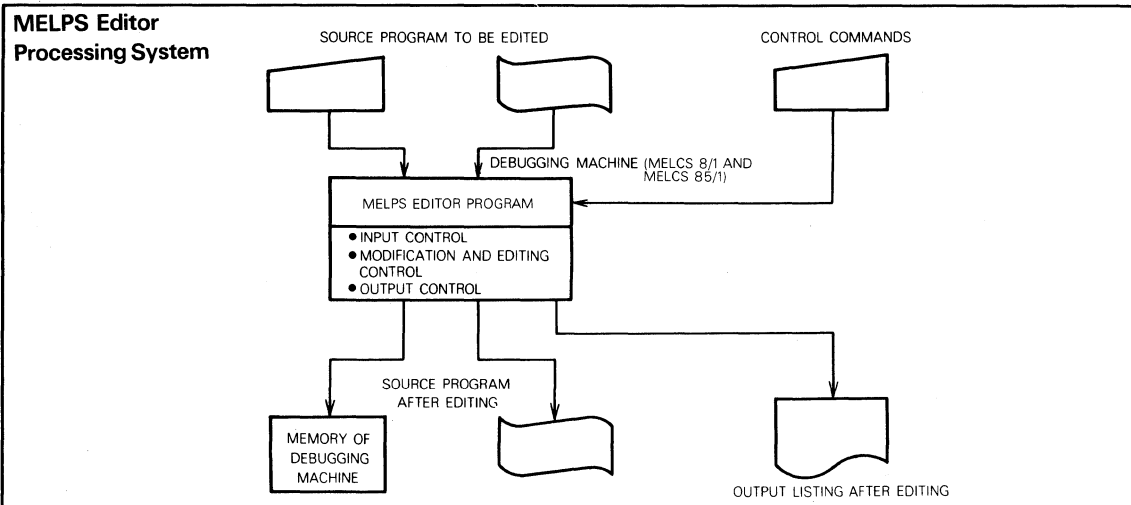 MELPS Editor
Processing System
SOURCE PROGRAM TO BE EDITED
CONTROL COMMANDS
DEBUGGING MACHINE (MELCS 8/1 AND
MELCS 85/1)
MELPS EDITOR PROGRAM
● INPUT CONTROL
● MODIFICATION AND EDITING
CONTROL
● OUTPUT CONTROL
SOURCE PROGRAM
AFTER EDITING
MEMORY OF
DEBUGGING
MACHINE
OUTPUT LISTING AFTER EDITING